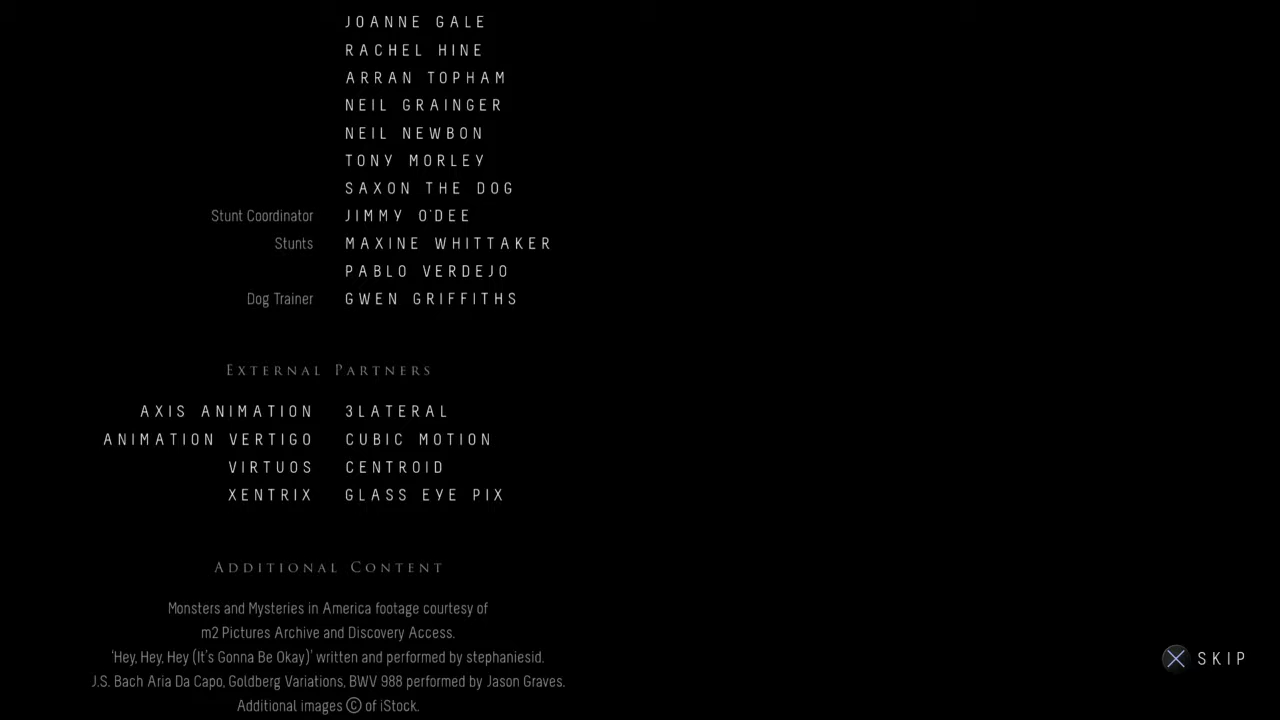 JOANNE GALE
RACHEL HINE
ARRAN TOPHAM
NEIL GRAINGER
NEIL NEWBON
TONY MORLEY
SAXON THE DOG
Stunt Coordinator JIMMY O'DEE
Stunts MAXINE WHITTAKER
PABLO VERDEJO
Dog Trainer GWEN GRIFFITHS
EXTERNAL PARTNERS
AXIS ANIMATION 3LATERAL
ANIMATION VERTIGO CUBIC MOTION
VIRTUOS CENTROID
XENTRIX GLASS EYE PIX
ADDITIONAL CONTENT
Monsters and Mysteries in America footage courtesy of
m2 Pictures Archive and Discovery Access.
'Hey, Hey, Hey (It's Gonna Be Okay)' written and performed by stephaniesid.
J.S. Bach Aria Da Capo, Goldberg Variations, BWV 988 performed by Jason Graves.
Additional images © of iStock.
SKIP